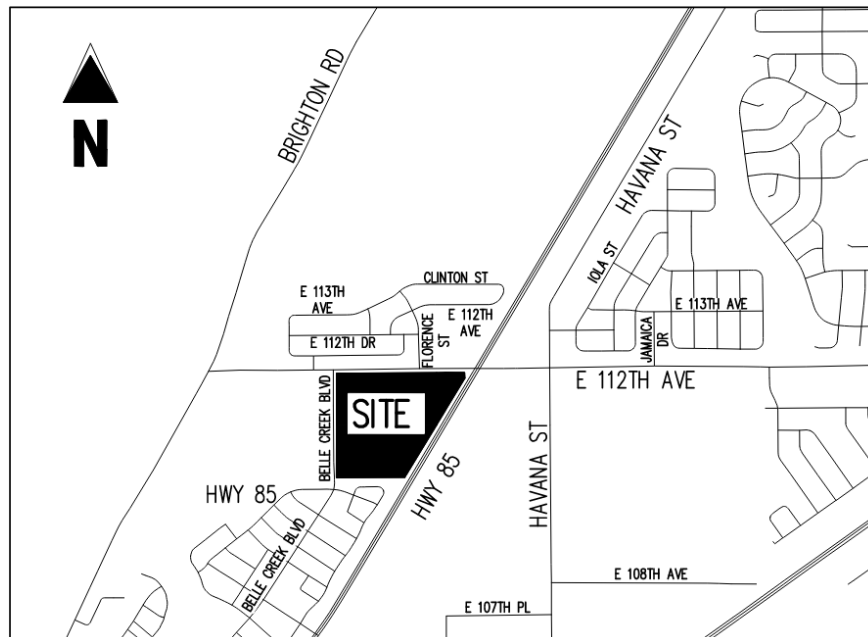 N
BRIGHTON RD
HAVANA ST
CLINTON ST
E 113TH
AVE
E 112TH
AVE
IOLA ST
E 113TH AVE
E 112TH DR
FLORENCE
ST
JAMAICA
DR
E 112TH AVE
BELLE CREEK BLVD
SITE
HWY 85
HWY 85
HAVANA ST
BELLE CREEK BLVD
E 108TH AVE
E 107TH PL